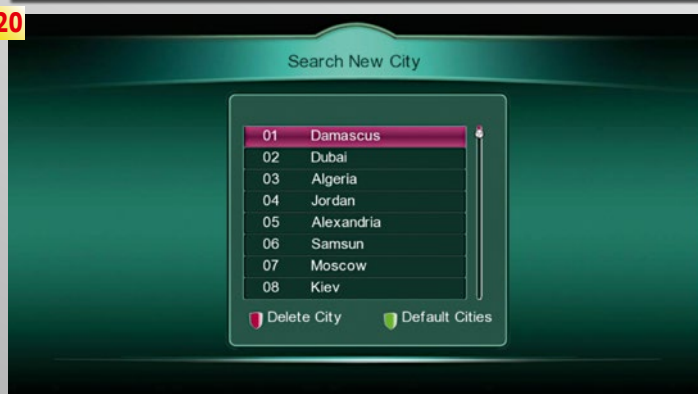 20
Search New City
01 Damascus
02 Dubai
03 Algeria
04 Jordan
05 Alexandria
06 Samsun
07 Moscow
08 Kiev
Delete City Default Cities